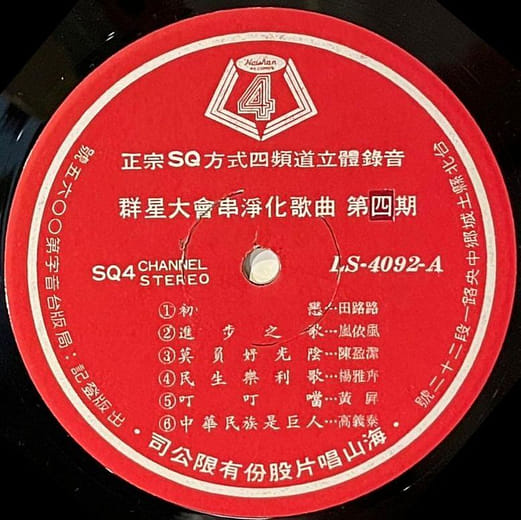 Haishan
RECORDS
4
正宗SQ方式四頻道立體錄音
群星大會串淨化歌曲 第四期
SQ4 CHANNEL STEREO
LS-4092-A
①初戀…田路路
②進步之歌…嵐依風
③莫負好光陰…陳盈潔
④民生樂利歌…楊雅
⑤叮叮噹…黃屏
⑥中華民族是巨人…高義泰
海山唱片股份有限公司・
台北縣土城鄉中央路一段二十二號・
出版登記：局版台音字第〇〇六五號